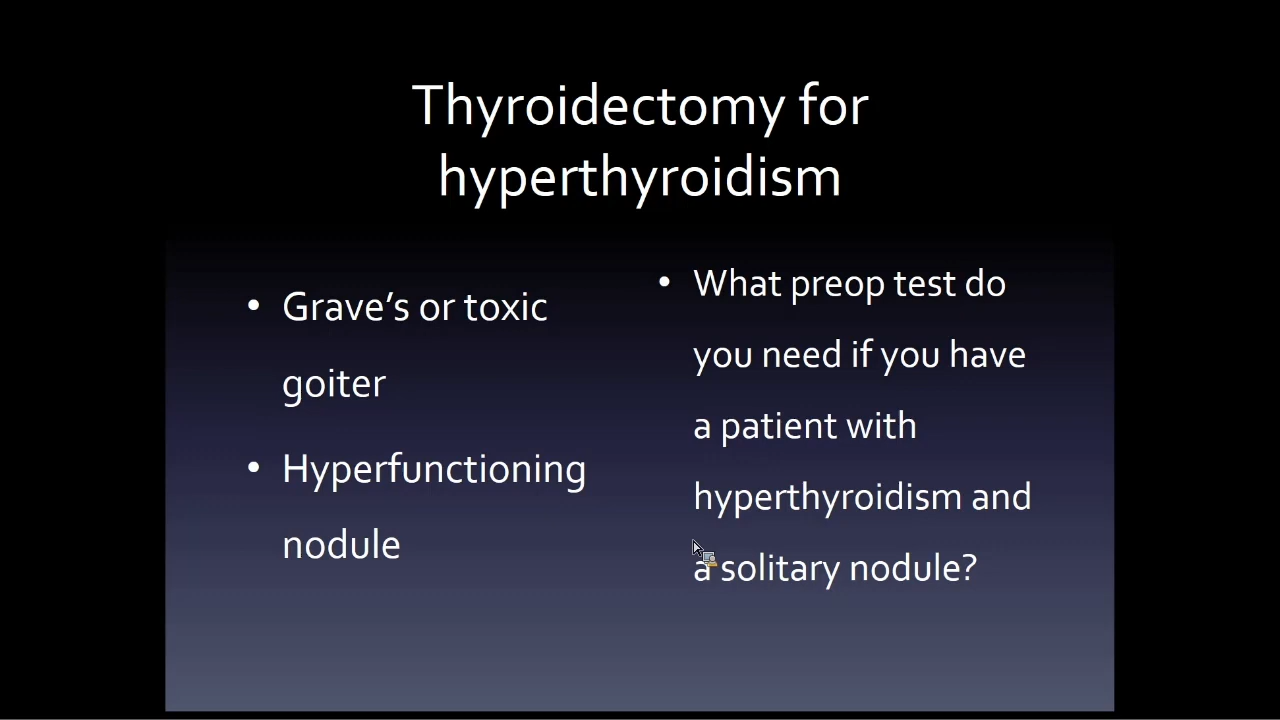 Thyroidectomy for
hyperthyroidism
• Grave’s or toxic
goiter
• Hyperfunctioning
nodule
• What preop test do
you need if you have
a patient with
hyperthyroidism and
a solitary nodule?